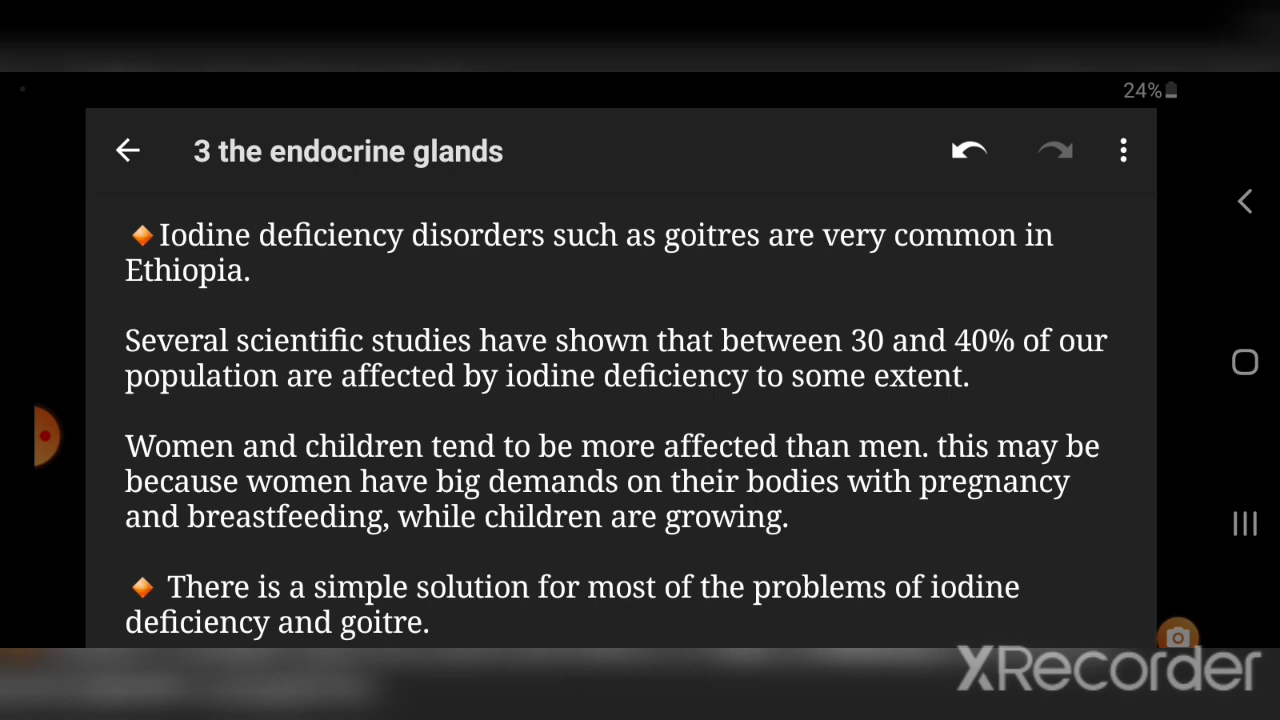 24%
3 the endocrine glands
🔸Iodine deficiency disorders such as goitres are very common in
Ethiopia.
Several scientific studies have shown that between 30 and 40% of our
population are affected by iodine deficiency to some extent.
Women and children tend to be more affected than men. this may be
because women have big demands on their bodies with pregnancy
and breastfeeding, while children are growing.
🔸 There is a simple solution for most of the problems of iodine
deficiency and goitre.
XRecorder